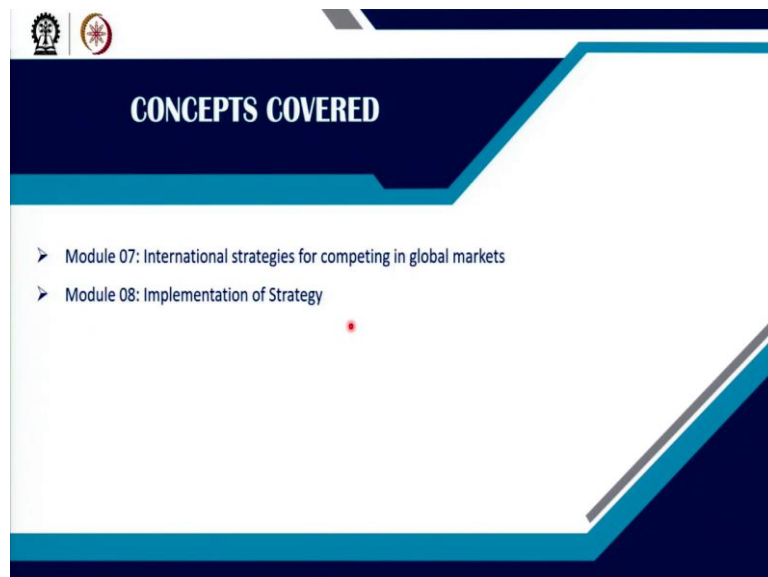 CONCEPTS COVERED
➢ Module 07: International strategies for competing in global markets
➢ Module 08: Implementation of Strategy